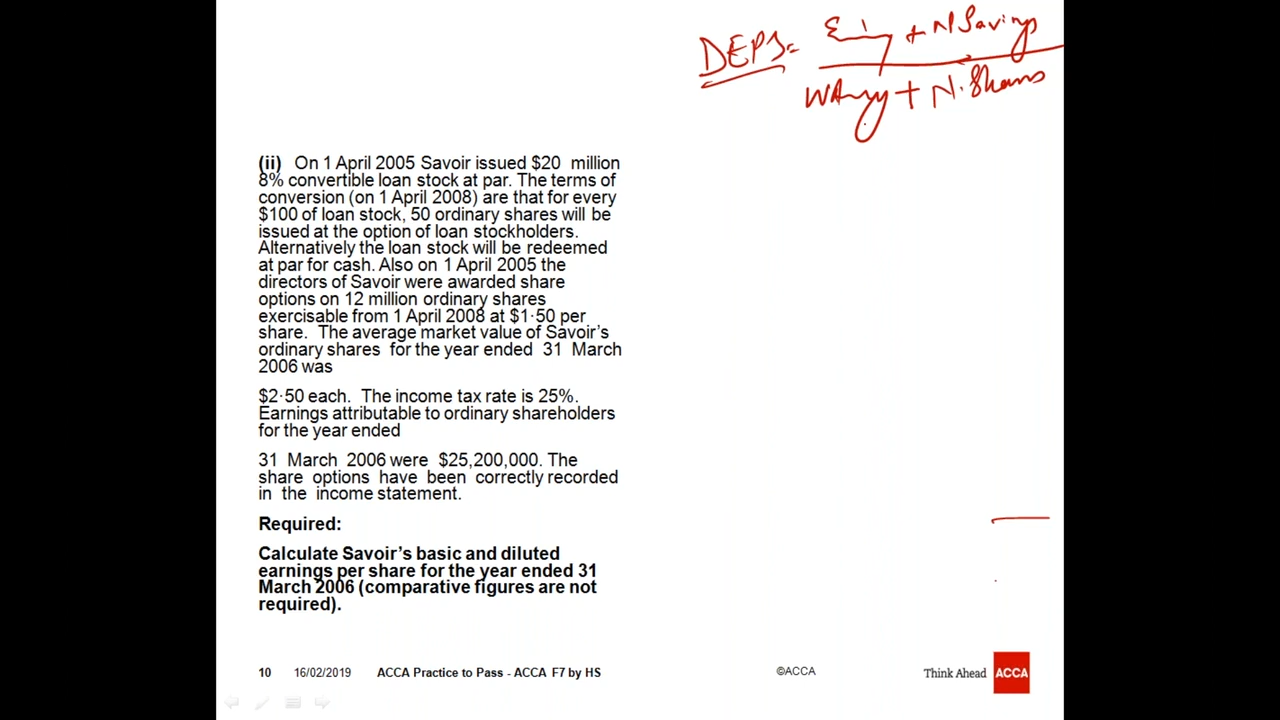 DEPS = E + N Savings
WA + N. Shares
(ii) On 1 April 2005 Savoir issued $20 million
8% convertible loan stock at par. The terms of
conversion (on 1 April 2008) are that for every
$100 of loan stock, 50 ordinary shares will be
issued at the option of loan stockholders.
Alternatively the loan stock will be redeemed
at par for cash. Also on 1 April 2005 the
directors of Savoir were awarded share
options on 12 million ordinary shares
exercisable from 1 April 2008 at $1·50 per
share. The average market value of Savoir's
ordinary shares for the year ended 31 March
2006 was
$2·50 each. The income tax rate is 25%.
Earnings attributable to ordinary shareholders
for the year ended
31 March 2006 were $25,200,000. The
share options have been correctly recorded
in the income statement.
Required:
Calculate Savoir's basic and diluted
earnings per share for the year ended 31
March 2006 (comparative figures are not
required).
10 16/02/2019 ACCA Practice to Pass - ACCA F7 by HS ©ACCA Think Ahead ACCA